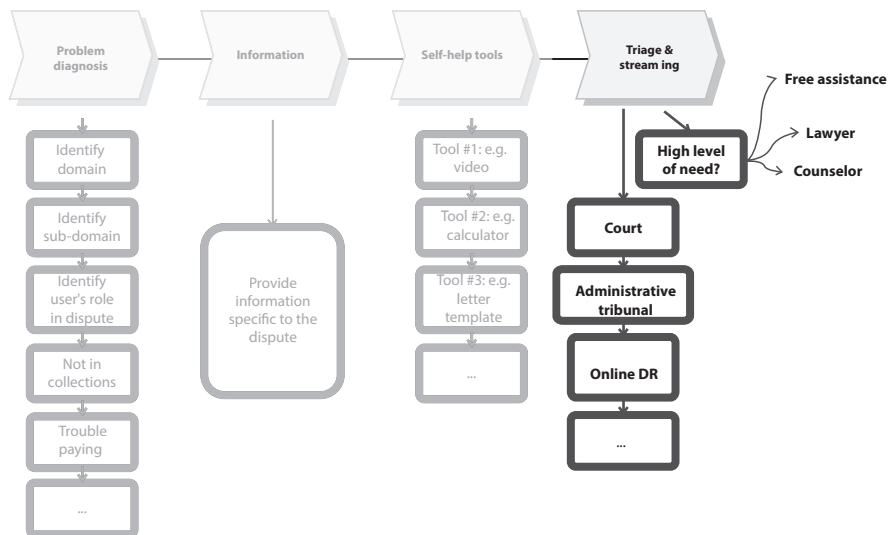 Problem
diagnosis
Information
Self-help tools
Triage &
stream ing
Identify
domain
Identify
sub-domain
Identify
user's role
in dispute
Not in
collections
Trouble
paying
...
Provide
information
specific to the
dispute
Tool #1: e.g.
video
Tool #2: e.g.
calculator
Tool #3: e.g.
letter
template
...
High level
of need?
Free assistance
Lawyer
Counselor
Court
Administrative
tribunal
Online DR
...